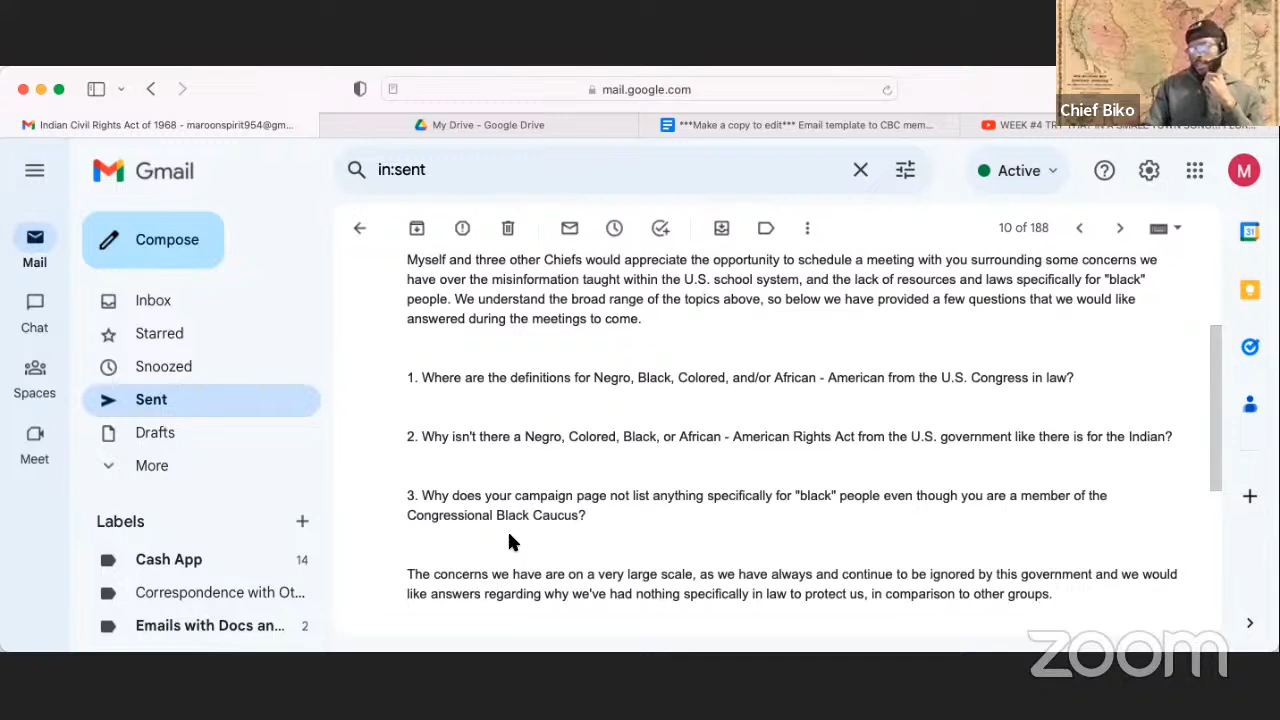 Chief Biko
mail.google.com
Indian Civil Rights Act of 1968 - maroonspirit954@gm...
My Drive - Google Drive
***Make a copy to edit*** Email template to CBC mem...
Gmail
in:sent
Active
M
Compose
10 of 188
Mail
Chat
Spaces
Meet
Inbox
Starred
Snoozed
Sent
Drafts
More
Labels
Cash App 14
Correspondence with Ot...
Emails with Docs an... 2
Myself and three other Chiefs would appreciate the opportunity to schedule a meeting with you surrounding some concerns we
have over the misinformation taught within the U.S. school system, and the lack of resources and laws specifically for "black"
people. We understand the broad range of the topics above, so below we have provided a few questions that we would like
answered during the meetings to come.
1. Where are the definitions for Negro, Black, Colored, and/or African - American from the U.S. Congress in law?
2. Why isn't there a Negro, Colored, Black, or African - American Rights Act from the U.S. government like there is for the Indian?
3. Why does your campaign page not list anything specifically for "black" people even though you are a member of the
Congressional Black Caucus?
The concerns we have are on a very large scale, as we have always and continue to be ignored by this government and we would
like answers regarding why we've had nothing specifically in law to protect us, in comparison to other groups.
31
zoom